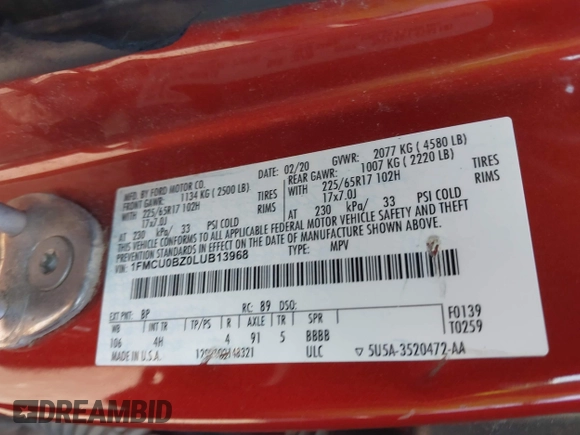 MFD. BY FORD MOTOR CO.
DATE: 02/20 GVWR: 2077 KG ( 4580 LB)
FRONT GAWR: 1134 KG ( 2500 LB) REAR GAWR: 1007 KG ( 2220 LB)
WITH 225/65R17 102H TIRES WITH 225/65R17 102H TIRES
17x7.0J RIMS 17x7.0J RIMS
AT 230 kPa/ 33 PSI COLD AT 230 kPa/ 33 PSI COLD
THIS VEHICLE CONFORMS TO ALL APPLICABLE FEDERAL MOTOR VEHICLE SAFETY AND THEFT
PREVENTION STANDARDS IN EFFECT ON THE DATE OF MANUFACTURE SHOWN ABOVE.
VIN: 1FMCU0BZ0LUB13968 TYPE: MPV
EXT PNT: BP RC: 89 DSO: F0139
WB INT TR TP/PS R AXLE TR SPR T0259
106 4H 4 91 5 BBBB
MADE IN U.S.A. ULC ▽5U5A-3520472-AA
DREAMBID